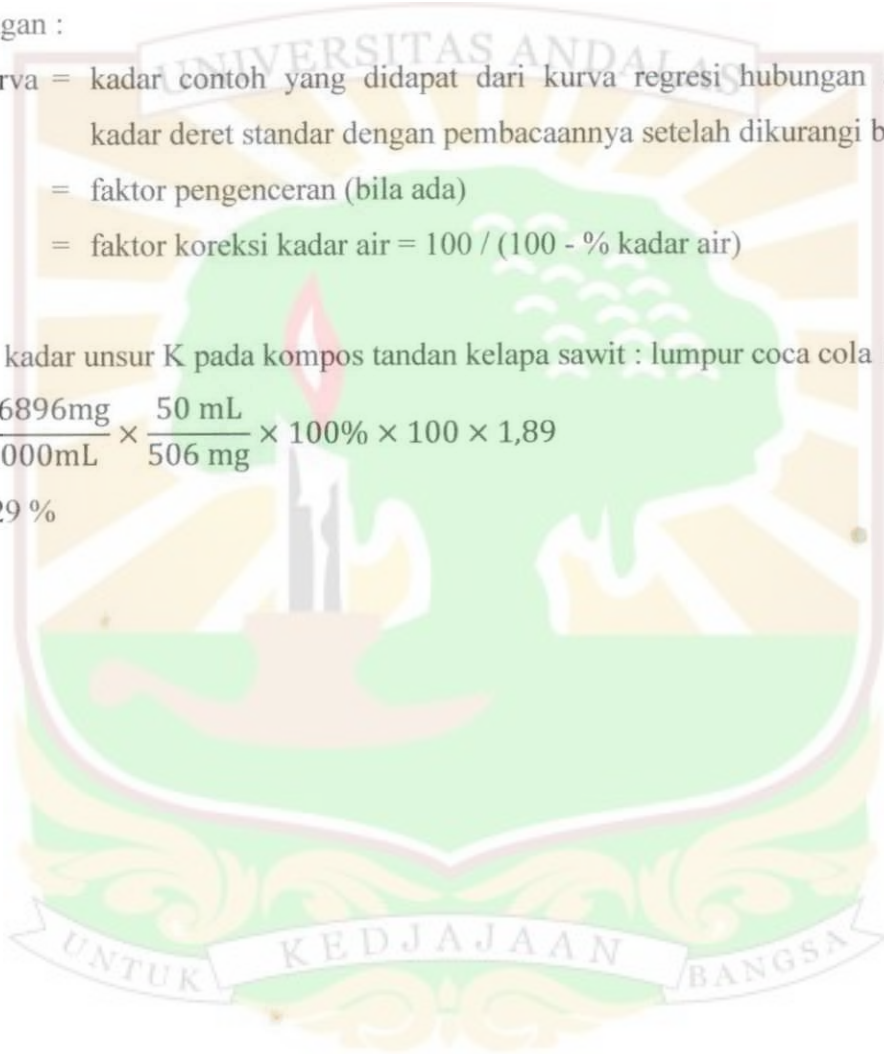 UNIVERSITAS ANDALAS
gan :
rva = kadar contoh yang didapat dari kurva regresi hubungan
kadar deret standar dengan pembacaannya setelah dikurangi b
= faktor pengenceran (bila ada)
= faktor koreksi kadar air = 100 / (100 - % kadar air)
kadar unsur K pada kompos tandan kelapa sawit : lumpur coca cola
6896mg/000mL × 50 mL/506 mg × 100% × 100 × 1,89
29 %
UNTUK KEDJAJAAN BANGSA